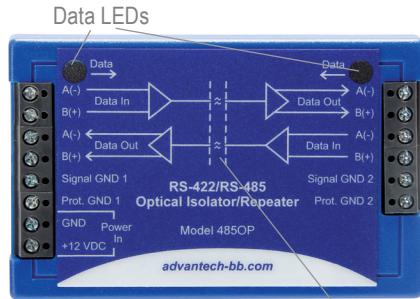 Data LEDs
Data
Data
A(-)
Data In
B(+)
A(-)
Data Out
B(+)
A(-)
Data Out
B(+)
A(-)
Data In
B(+)
Signal GND 1
Signal GND 2
Prot. GND 1
Prot. GND 2
RS-422/RS-485
Optical Isolator/Repeater
GND
Power
In
+12 VDC
Model 485OP
advantech-bb.com